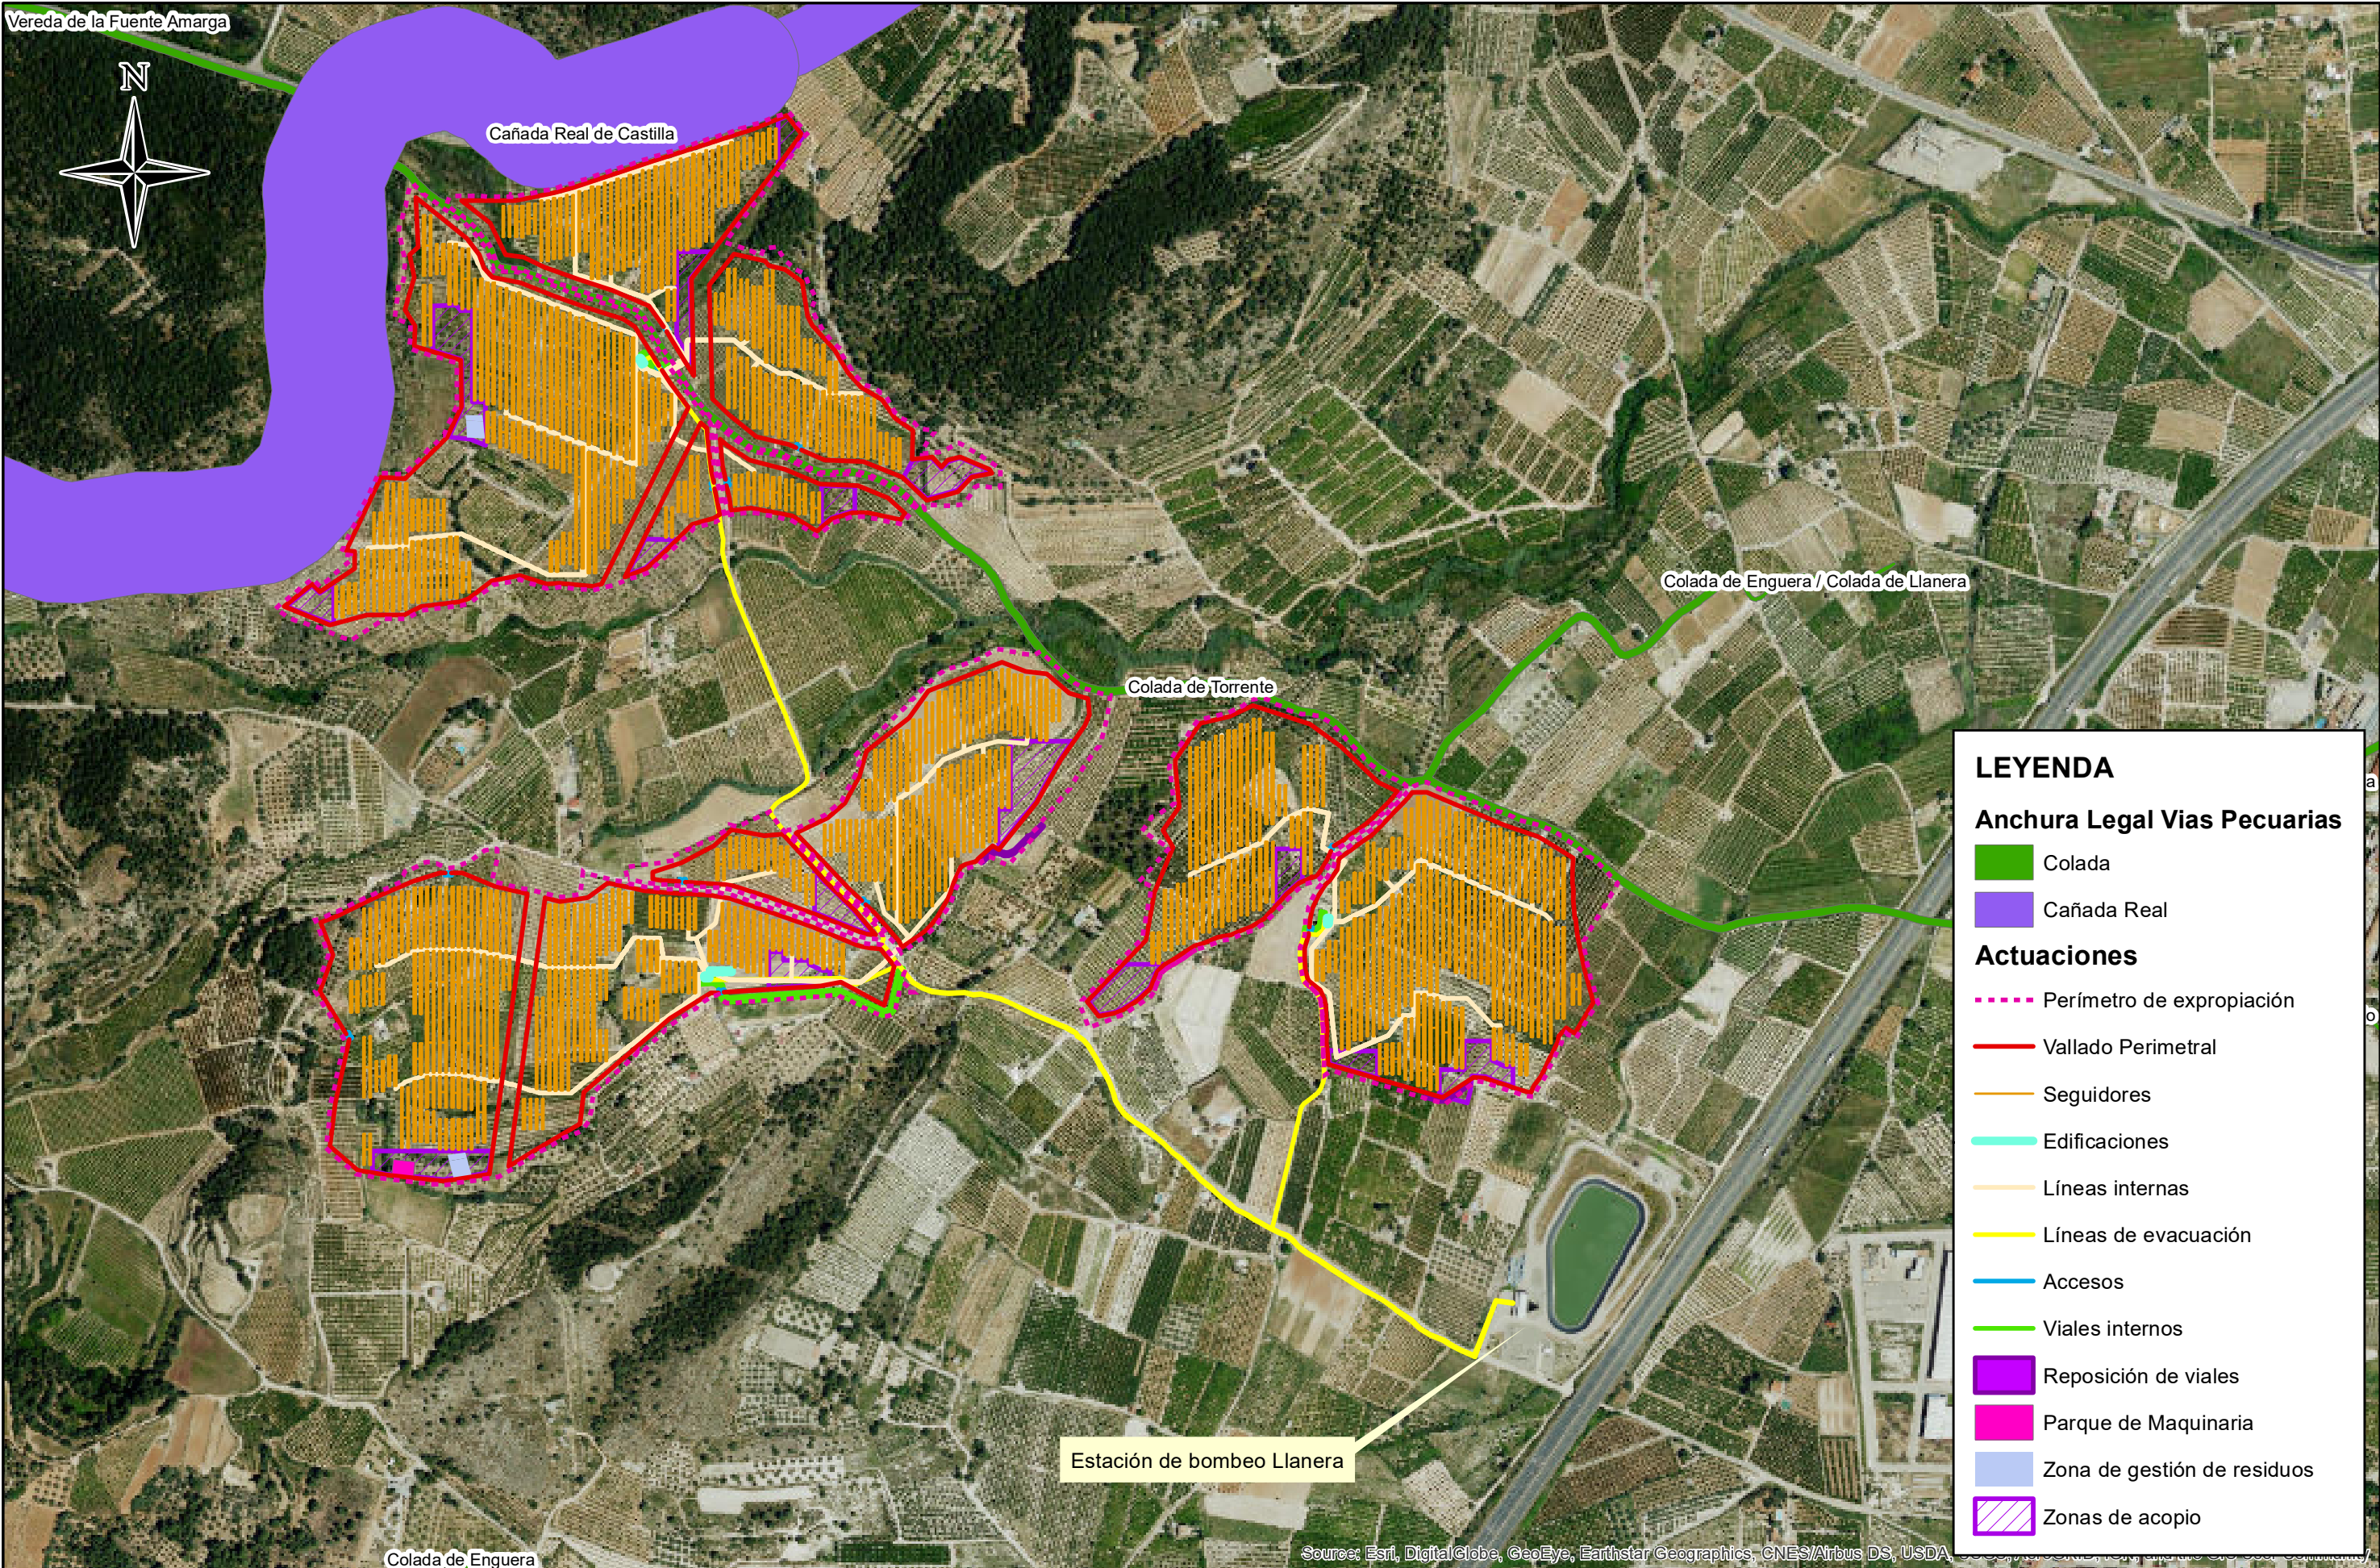 Vereda de la Fuente Amarga
N
Cañada Real de Castilla
Colada de Enguera / Colada de Llanera
Colada de Torrente
LEYENDA
Anchura Legal Vias Pecuarias
Colada
Cañada Real
Actuaciones
Perímetro de expropiación
Vallado Perimetral
Seguidores
Edificaciones
Líneas internas
Líneas de evacuación
Accesos
Viales internos
Reposición de viales
Parque de Maquinaria
Zona de gestión de residuos
Zonas de acopio
a
o
Estación de bombeo Llanera
Colada de Enguera
Source: Esri, DigitalGlobe, GeoEye, Earthstar Geographics, CNES/Airbus DS, USDA,